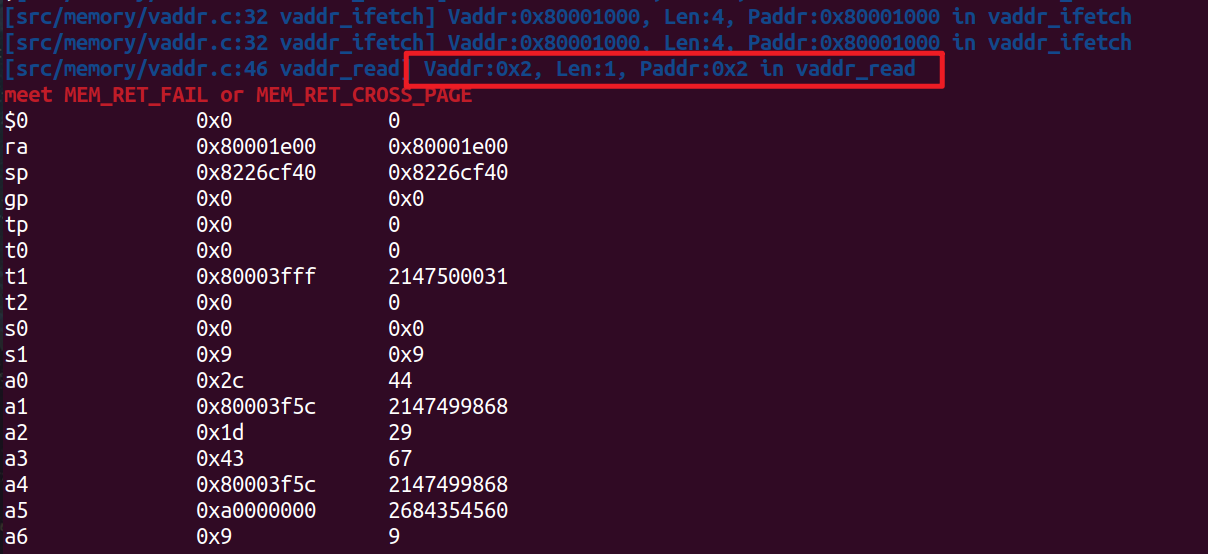 [src/memory/vaddr.c:32 vaddr_ifetch] Vaddr:0x80001000, Len:4, Paddr:0x80001000 in vaddr_ifetch
[src/memory/vaddr.c:32 vaddr_ifetch] Vaddr:0x80001000, Len:4, Paddr:0x80001000 in vaddr_ifetch
[src/memory/vaddr.c:46 vaddr_read] Vaddr:0x2, Len:1, Paddr:0x2 in vaddr_read
meet MEM_RET_FAIL or MEM_RET_CROSS_PAGE
$0 0x0 0
ra 0x80001e00 0x80001e00
sp 0x8226cf40 0x8226cf40
gp 0x0 0x0
tp 0x0 0
t0 0x0 0
t1 0x80003fff 2147500031
t2 0x0 0
s0 0x0 0x0
s1 0x9 0x9
a0 0x2c 44
a1 0x80003f5c 2147499868
a2 0x1d 29
a3 0x43 67
a4 0x80003f5c 2147499868
a5 0xa0000000 2684354560
a6 0x9 9